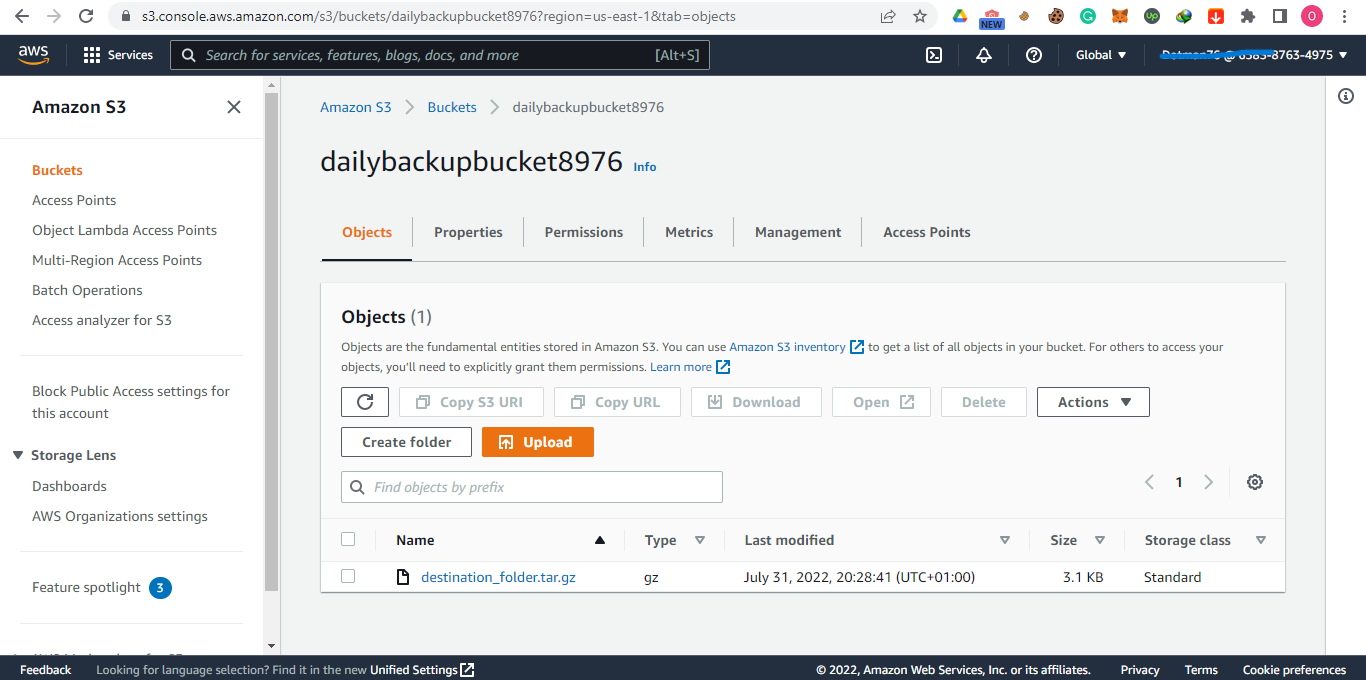 s3.console.aws.amazon.com/s3/buckets/dailybackupbucket8976?region=us-east-1&tab=objects
NEW
Up
O
aws
Services
Search for services, features, blogs, docs, and more [Alt+S]
Global
-8763-4975
Amazon S3
Buckets
Access Points
Object Lambda Access Points
Multi-Region Access Points
Batch Operations
Access analyzer for S3
Block Public Access settings for
this account
Storage Lens
Dashboards
AWS Organizations settings
Feature spotlight 3
Amazon S3 > Buckets > dailybackupbucket8976
dailybackupbucket8976 Info
Objects Properties Permissions Metrics Management Access Points
Objects (1)
Objects are the fundamental entities stored in Amazon S3. You can use Amazon S3 inventory to get a list of all objects in your bucket. For others to access your
objects, you'll need to explicitly grant them permissions. Learn more
Copy S3 URI Copy URL Download Open Delete Actions
Create folder Upload
Find objects by prefix
1
Name Type Last modified Size Storage class
destination_folder.tar.gz gz July 31, 2022, 20:28:41 (UTC+01:00) 3.1 KB Standard
Feedback Looking for language selection? Find it in the new Unified Settings © 2022, Amazon Web Services, Inc. or its affiliates. Privacy Terms Cookie preferences